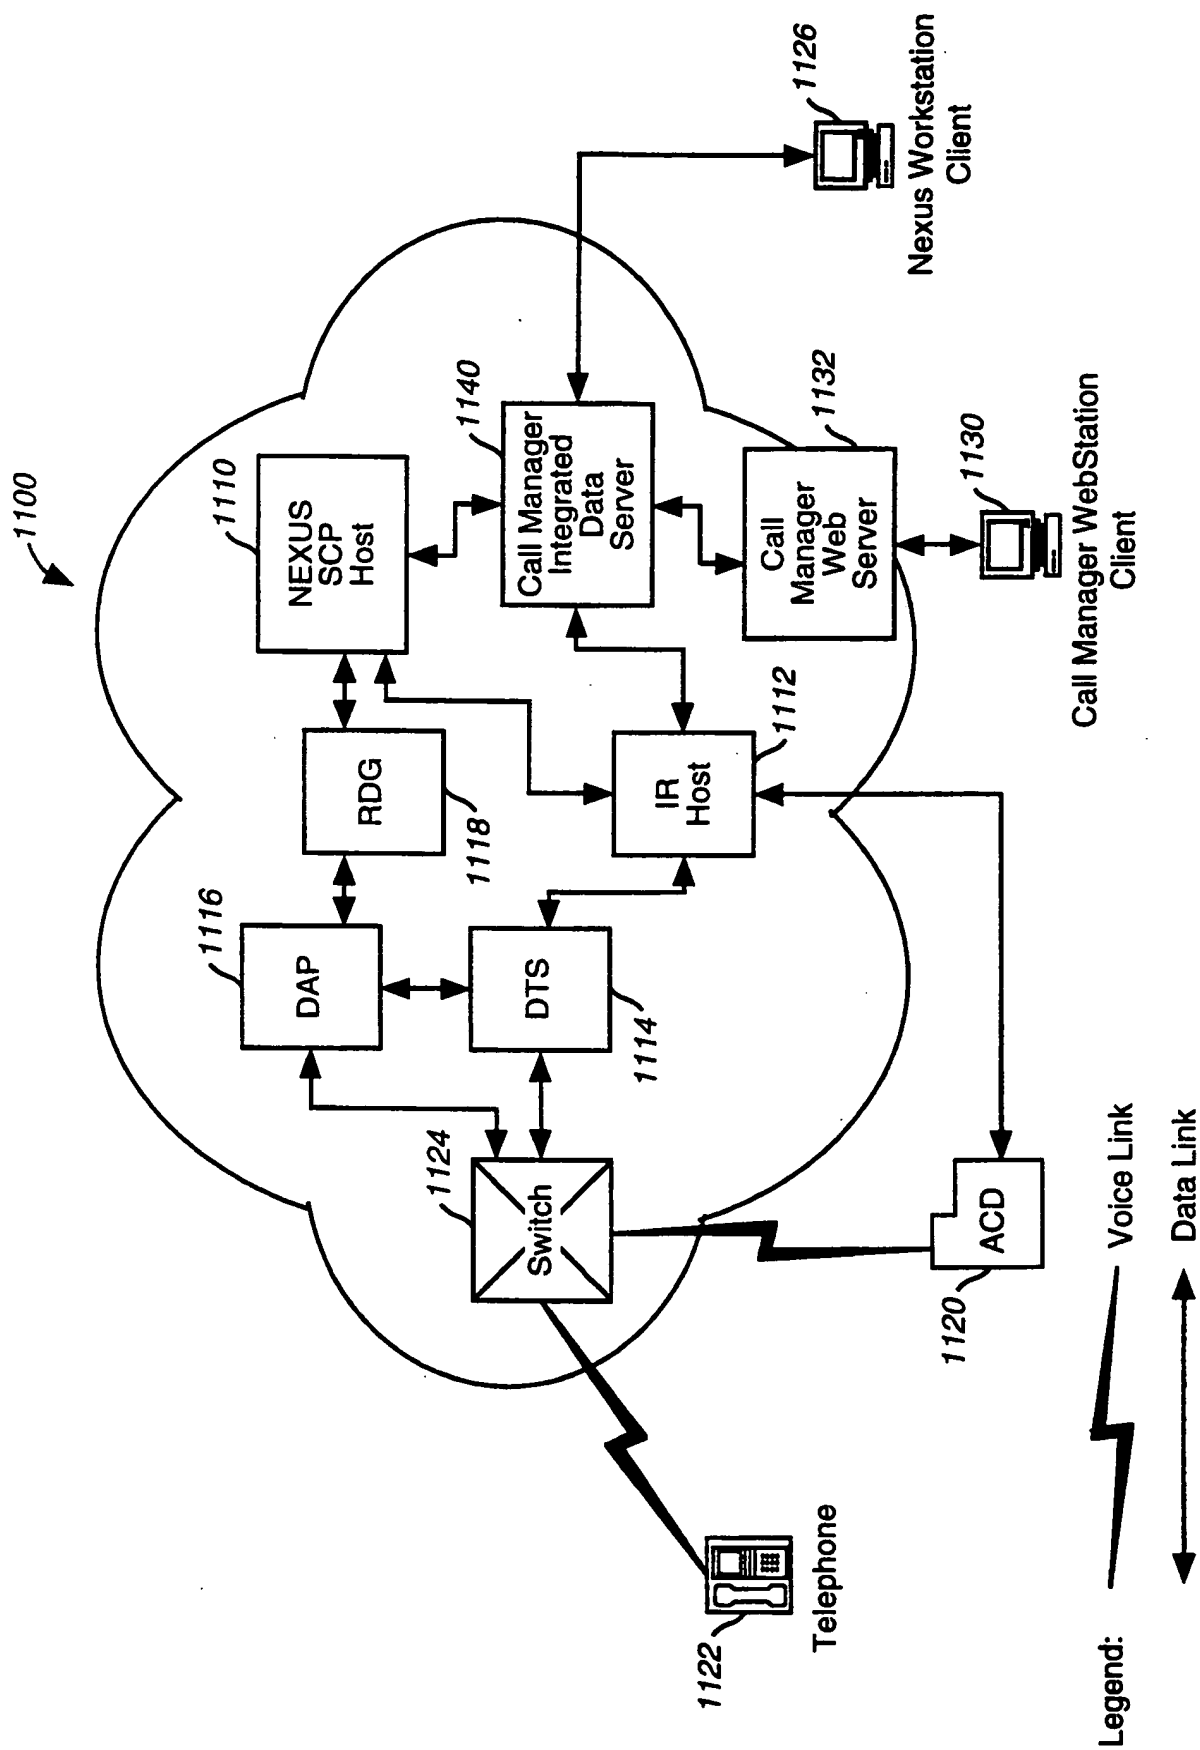 1100
1110
NEXUS
SCP
Host
1140
Call Manager
Integrated
Data
Server
1126
Nexus Workstation
Client
1116
DAP
RDG
1118
1132
Call
Manager
Web
Server
1130
Call Manager WebStation
Client
1124
Switch
DTS
1114
IR
Host
1112
1122
Telephone
1120
ACD
Legend:
Voice Link
Data Link